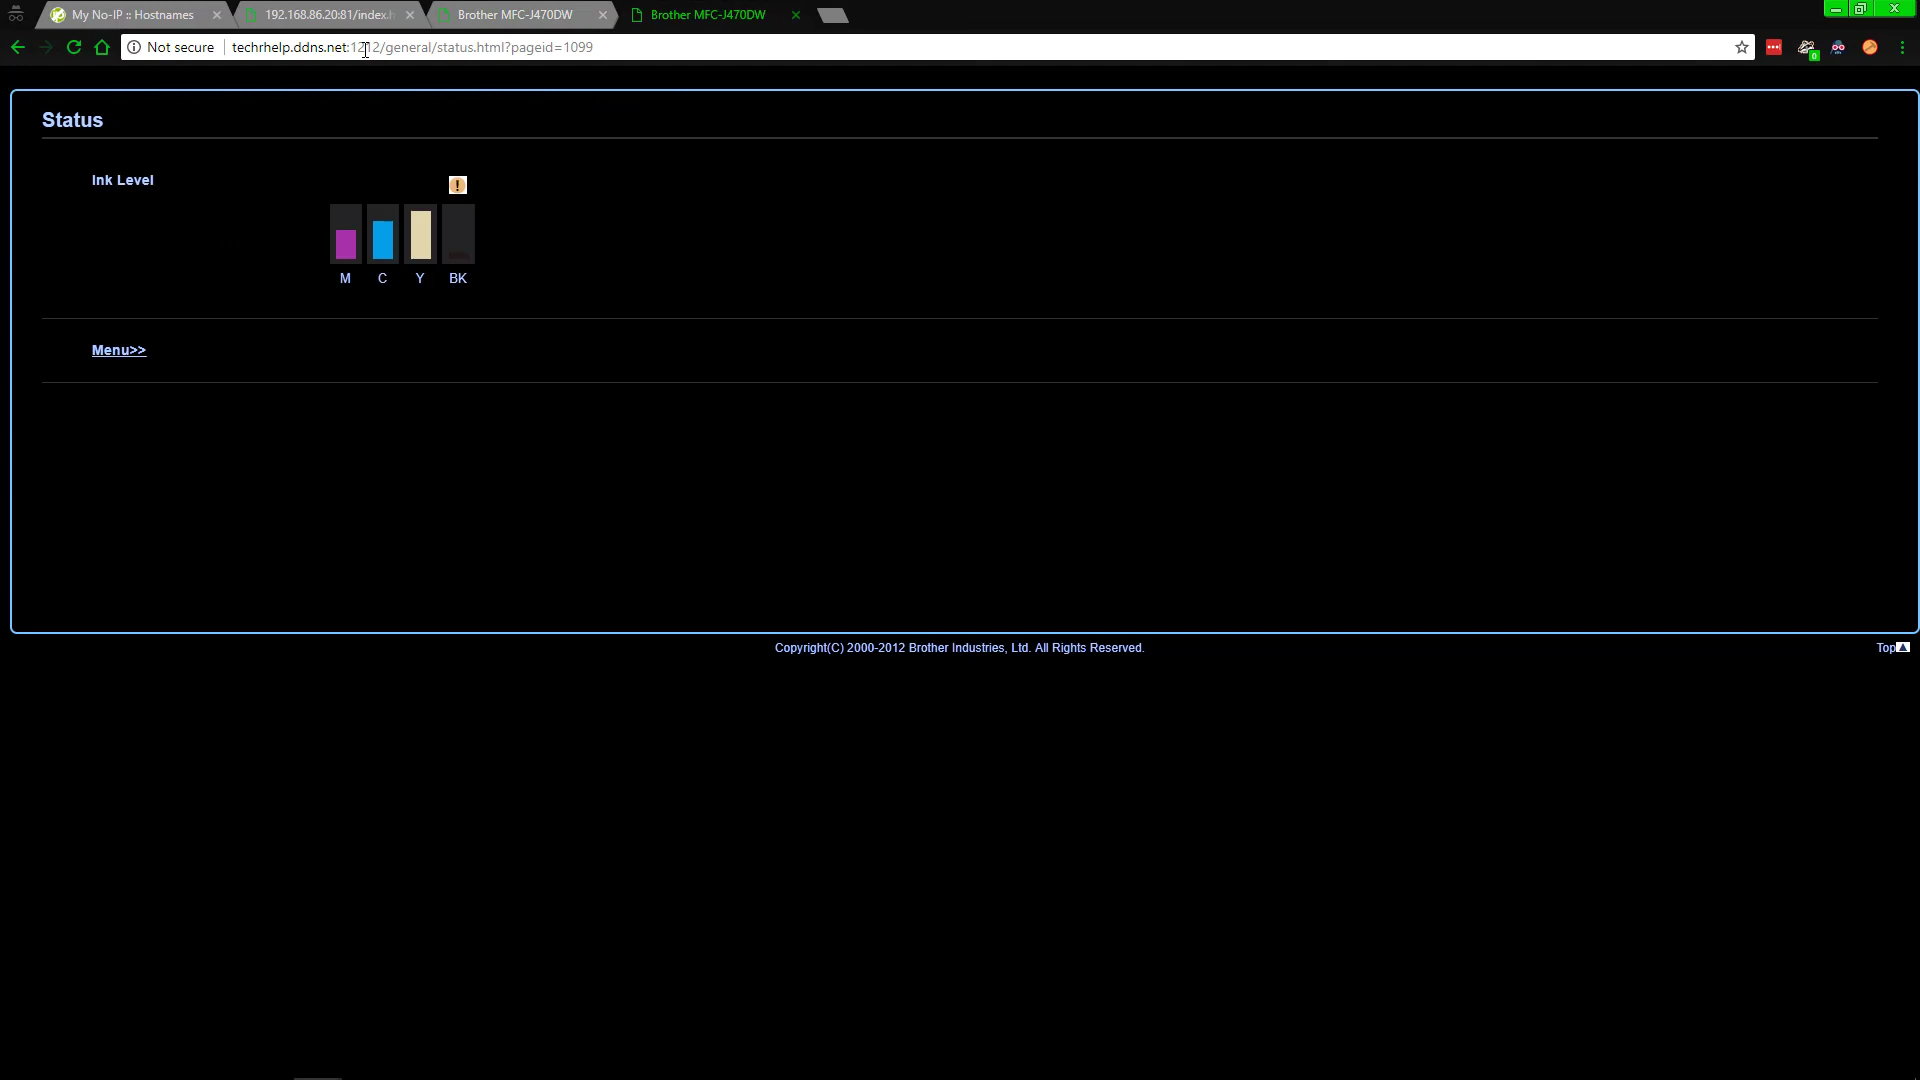 My No-IP :: Hostnames
192.168.86.20:81/index.h
Brother MFC-J470DW
Brother MFC-J470DW
Not secure
techrhelp.ddns.net:1212/general/status.html?pageid=1099
0
Status
Ink Level
!
M C Y BK
Menu>>
Copyright(C) 2000-2012 Brother Industries, Ltd. All Rights Reserved.
Top